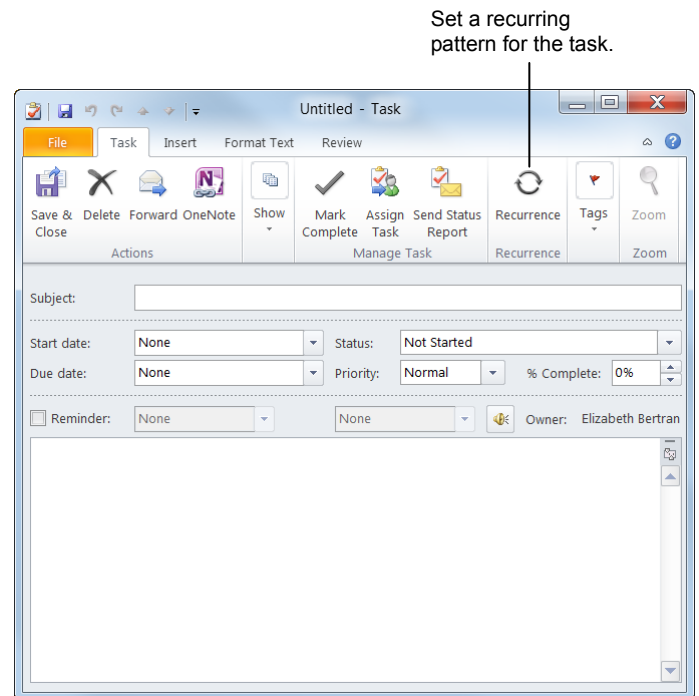 Set a recurring
pattern for the task.
Untitled - Task
File Task Insert Format Text Review
Save & Close Delete Forward OneNote Show Mark Complete Assign Task Send Status Report Recurrence Tags Zoom
Actions Manage Task Recurrence Zoom
Subject:
Start date: None Status: Not Started
Due date: None Priority: Normal % Complete: 0%
Reminder: None None Owner: Elizabeth Bertran